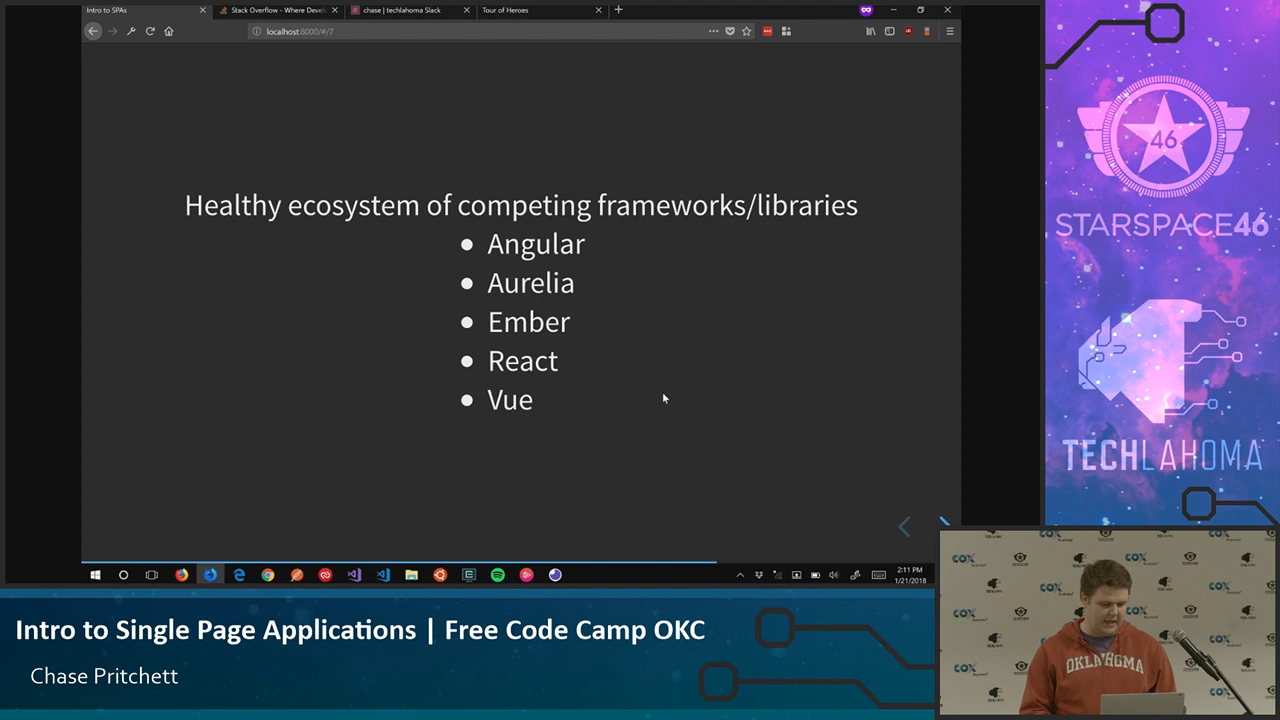 Intro to SPAs
Stack Overflow - Where Devel
chase | techlahoma Slack
Tour of Heroes
localhost:8000/#/7
Healthy ecosystem of competing frameworks/libraries
Angular
Aurelia
Ember
React
Vue
2:11 PM
1/21/2018
46
STARSPACE46
TECHLAHOMA
Intro to Single Page Applications | Free Code Camp OKC
Chase Pritchett
OKLAHOMA
COX